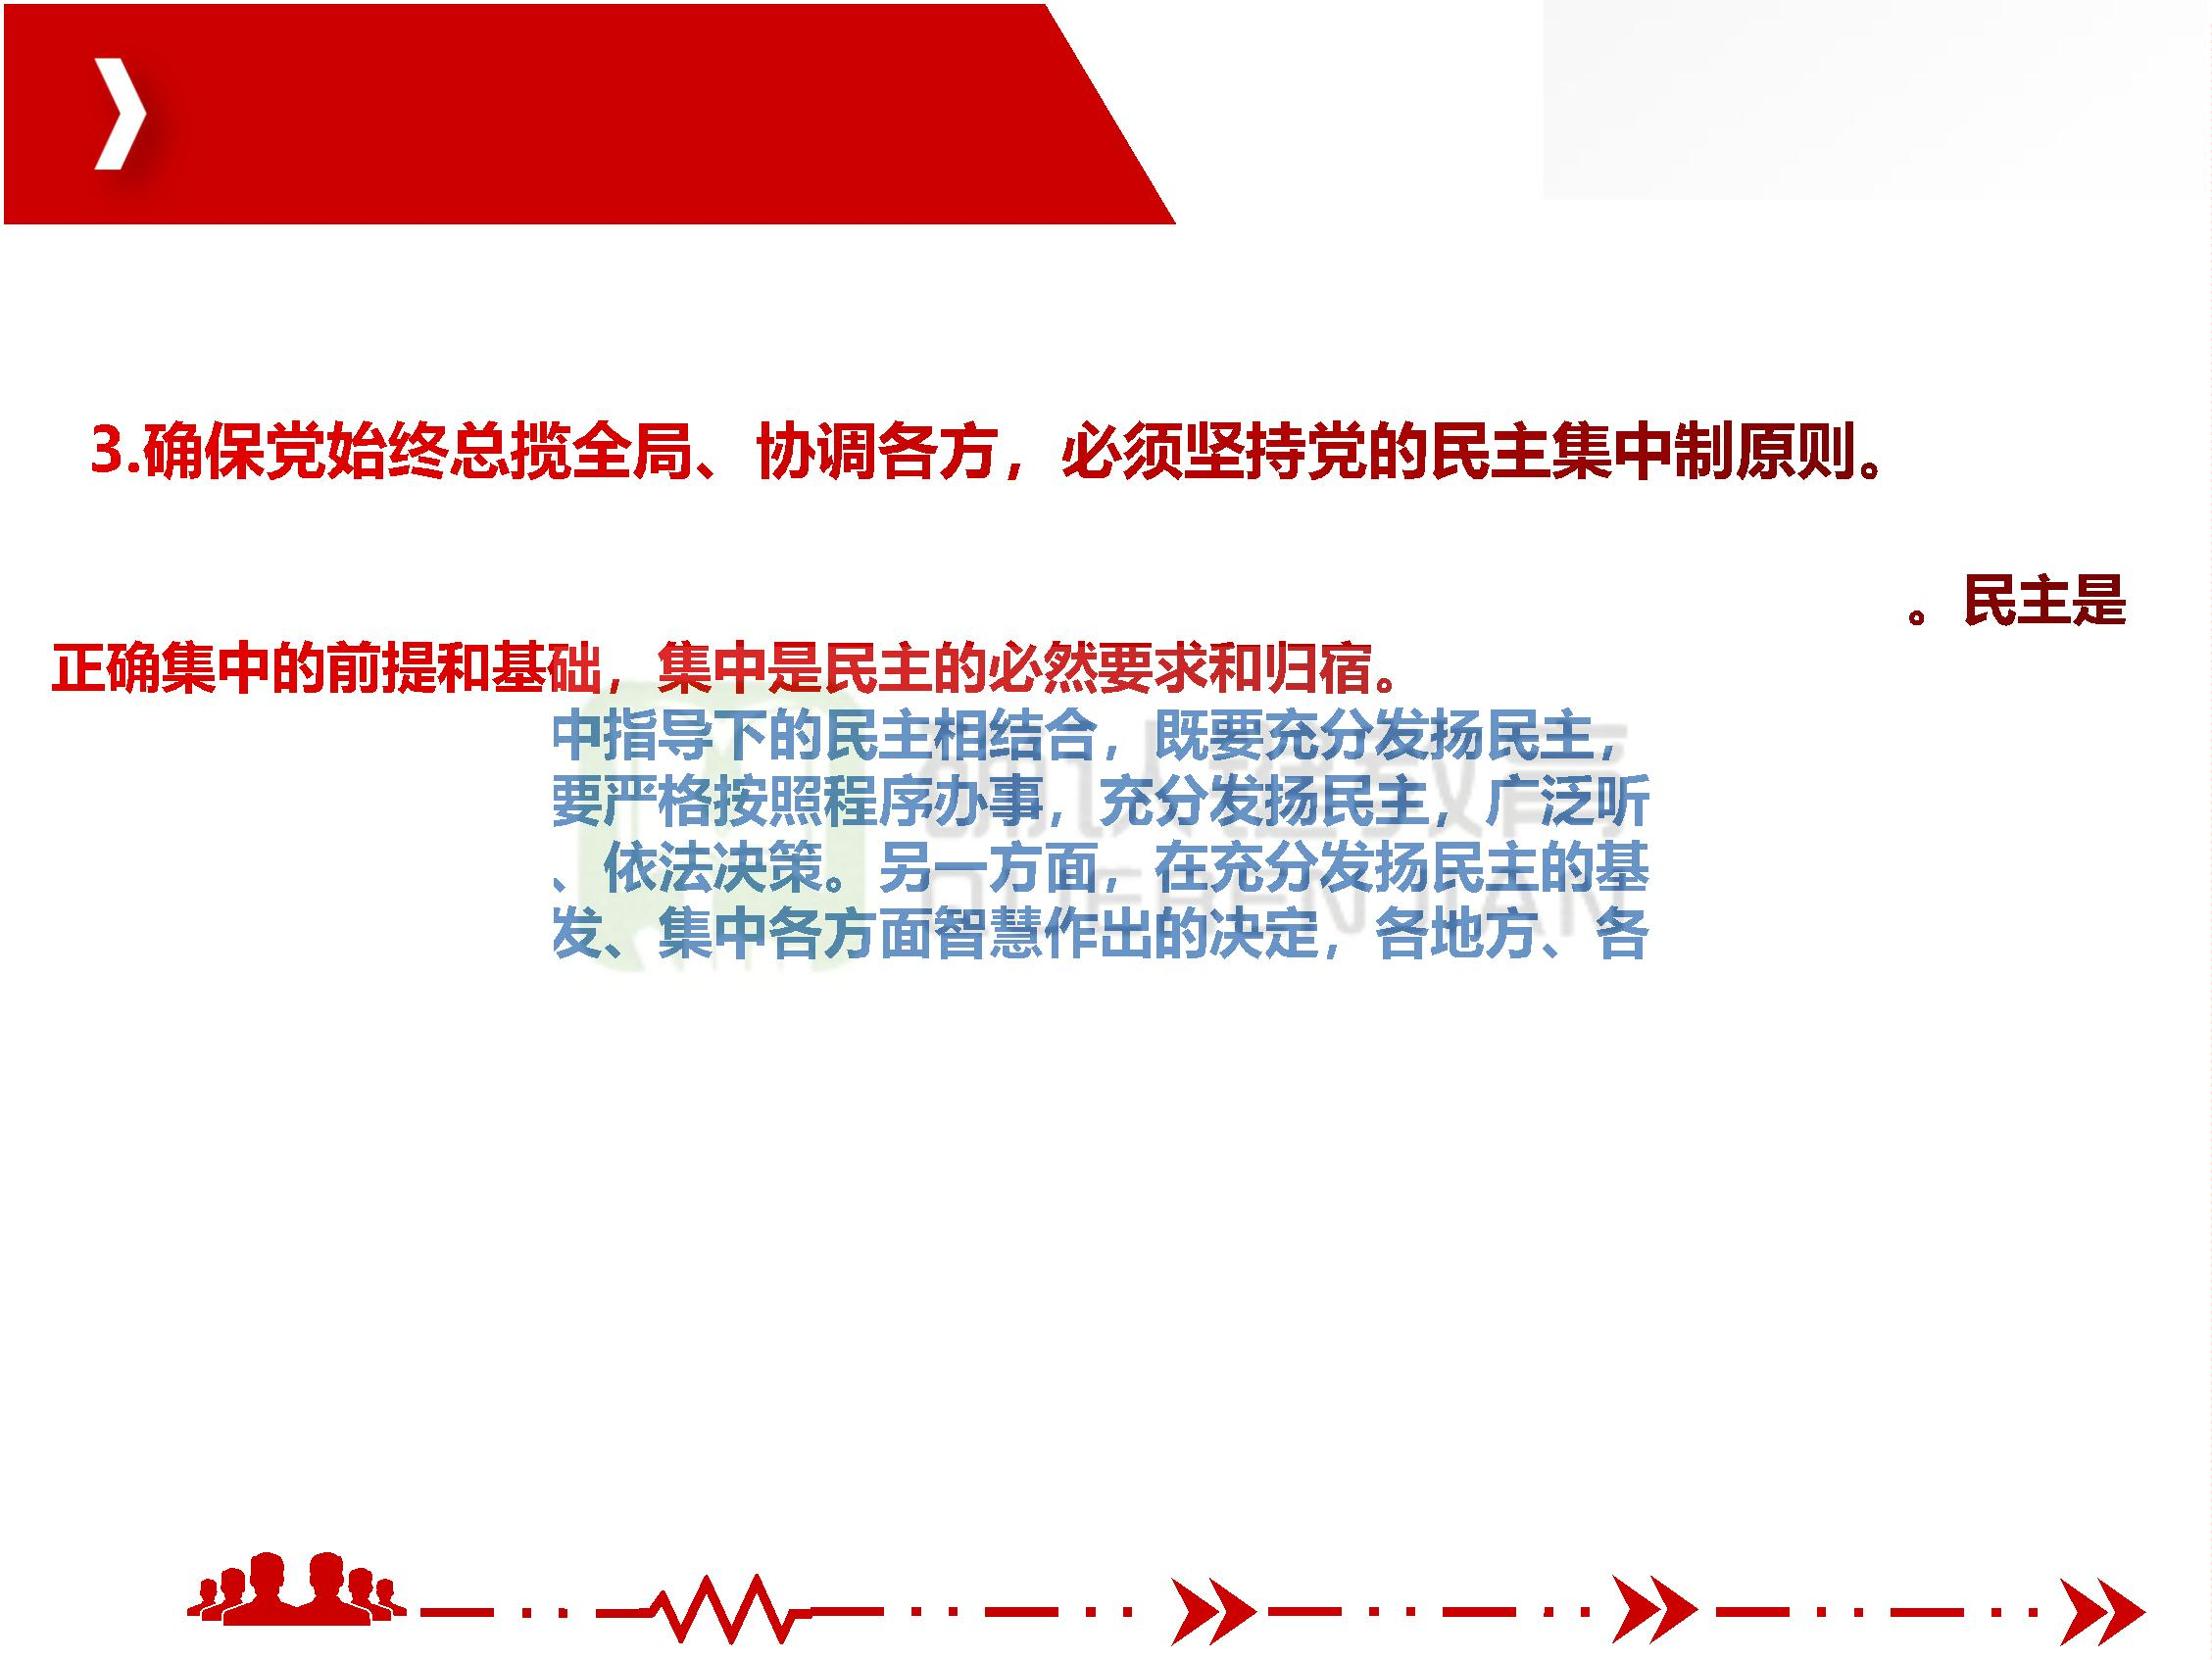 3.确保党始终总揽全局、协调各方，必须坚持党的民主集中制原则。
。民主是
正确集中的前提和基础，集中是民主的必然要求和归宿。
中指导下的民主相结合，既要充分发扬民主，
要严格按照程序办事，充分发扬民主，广泛听
、依法决策。另一方面，在充分发扬民主的基
发、集中各方面智慧作出的决定，各地方、各